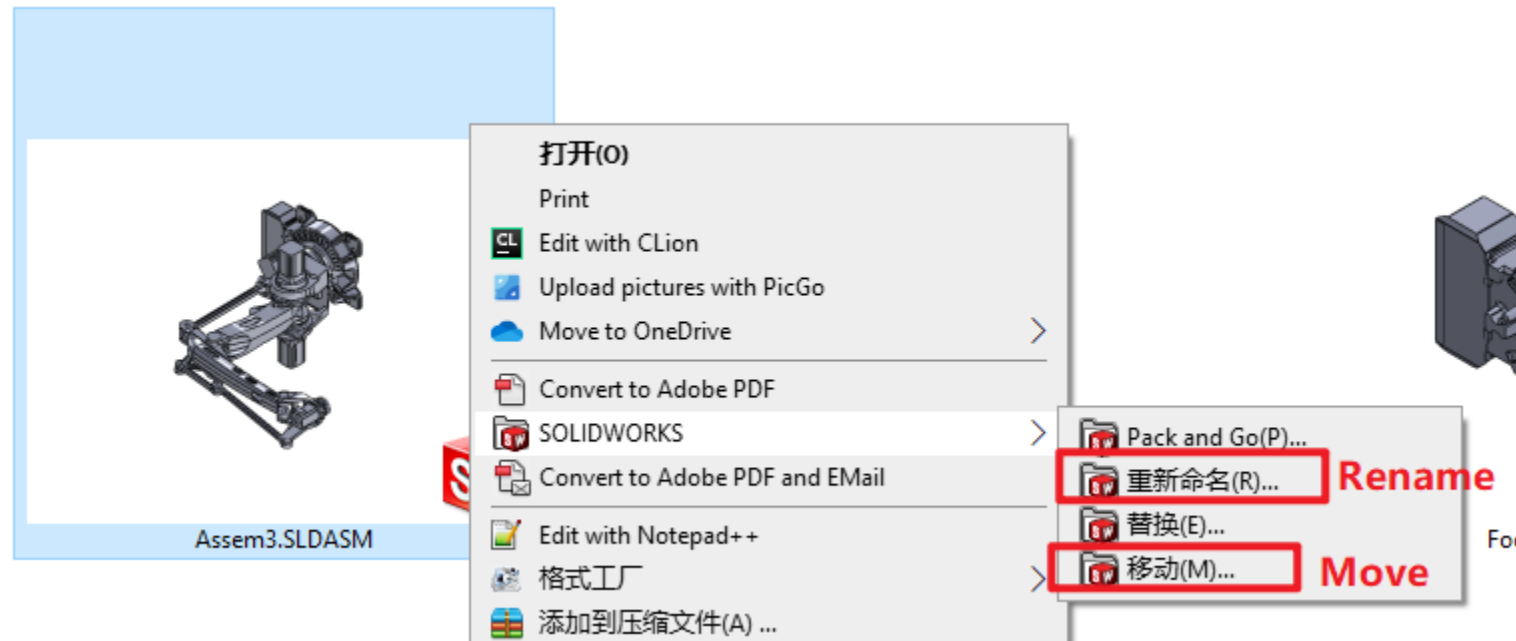 打开(O)
Print
Edit with CLion
Upload pictures with PicGo
Move to OneDrive
Convert to Adobe PDF
SOLIDWORKS
Convert to Adobe PDF and EMail
Edit with Notepad++
格式工厂
添加到压缩文件(A) ...
Pack and Go(P)...
重新命名(R)...
Rename
替换(E)...
移动(M)...
Move
Assem3.SLDASM